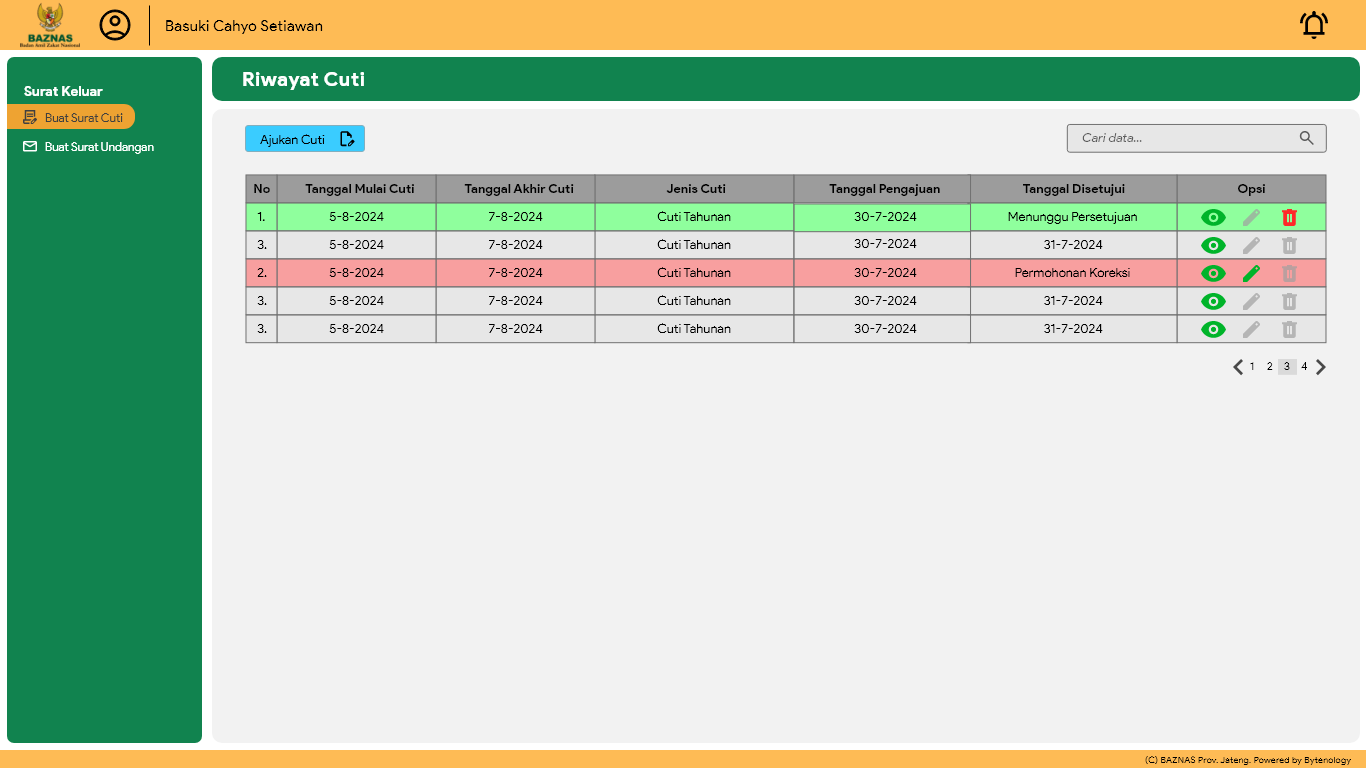 BAZNAS
Badan Amil Zakat Nasional
Basuki Cahyo Setiawan
Surat Keluar
Buat Surat Cuti
Buat Surat Undangan
Riwayat Cuti
Ajukan Cuti
Cari data...
No Tanggal Mulai Cuti Tanggal Akhir Cuti Jenis Cuti Tanggal Pengajuan Tanggal Disetujui Opsi
1. 5-8-2024 7-8-2024 Cuti Tahunan 30-7-2024 Menunggu Persetujuan
3. 5-8-2024 7-8-2024 Cuti Tahunan 30-7-2024 31-7-2024
2. 5-8-2024 7-8-2024 Cuti Tahunan 30-7-2024 Permohonan Koreksi
3. 5-8-2024 7-8-2024 Cuti Tahunan 30-7-2024 31-7-2024
3. 5-8-2024 7-8-2024 Cuti Tahunan 30-7-2024 31-7-2024
1 2 3 4
(C) BAZNAS Prov. Jateng. Powered by Bytenology